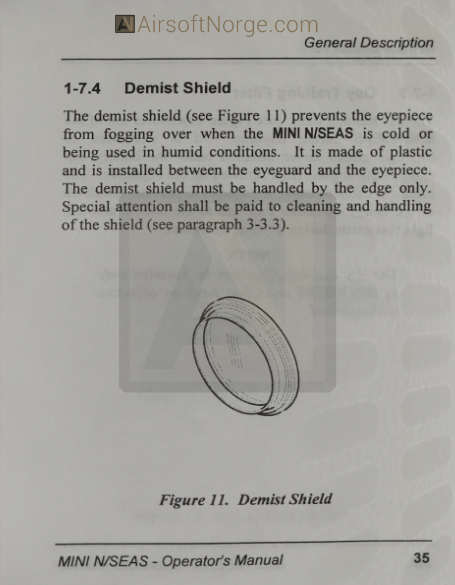 AirsoftNorge.com
General Description
1-7.4 Demist Shield
The demist shield (see Figure 11) prevents the eyepiece
from fogging over when the MINI N/SEAS is cold or
being used in humid conditions. It is made of plastic
and is installed between the eyeguard and the eyepiece.
The demist shield must be handled by the edge only.
Special attention shall be paid to cleaning and handling
of the shield (see paragraph 3-3.3).
Figure 11. Demist Shield
MINI N/SEAS - Operator's Manual 35